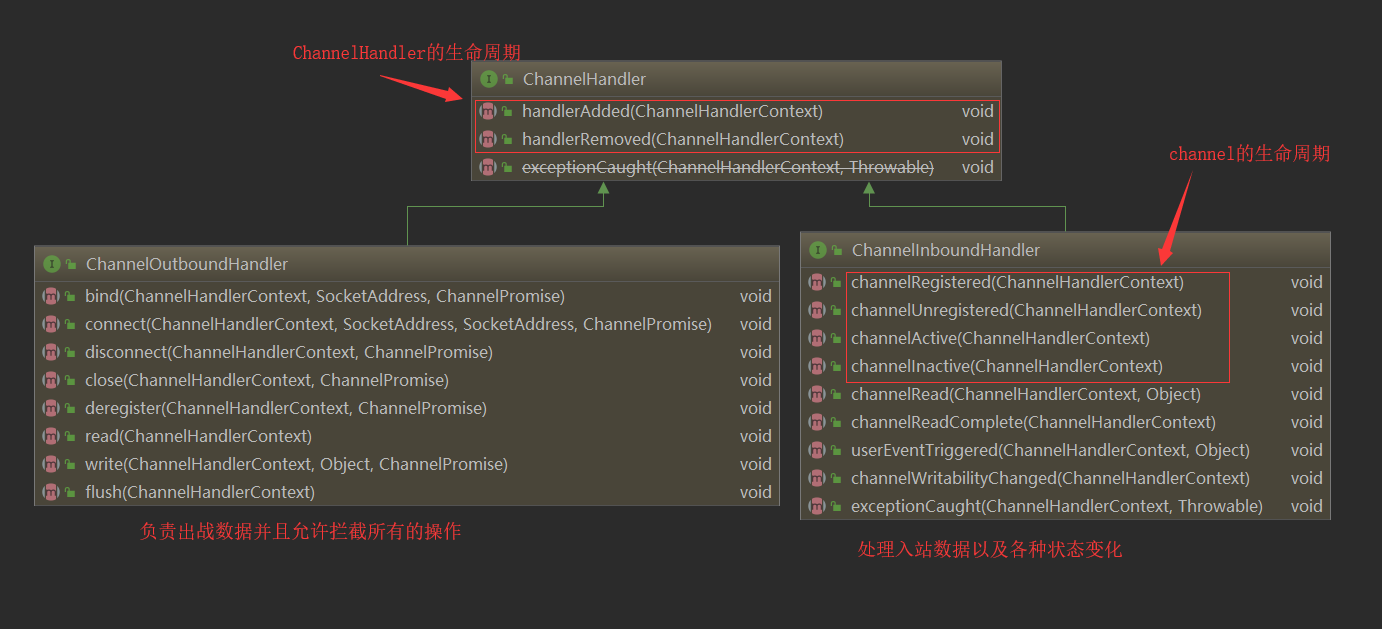 ChannelHandler的生命周期
ChannelHandler
handlerAdded(ChannelHandlerContext) void
handlerRemoved(ChannelHandlerContext) void
exceptionCaught(ChannelHandlerContext, Throwable) void
channel的生命周期
ChannelOutboundHandler
bind(ChannelHandlerContext, SocketAddress, ChannelPromise) void
connect(ChannelHandlerContext, SocketAddress, SocketAddress, ChannelPromise) void
disconnect(ChannelHandlerContext, ChannelPromise) void
close(ChannelHandlerContext, ChannelPromise) void
deregister(ChannelHandlerContext, ChannelPromise) void
read(ChannelHandlerContext) void
write(ChannelHandlerContext, Object, ChannelPromise) void
flush(ChannelHandlerContext) void
负责出战数据并且允许拦截所有的操作
ChannelInboundHandler
channelRegistered(ChannelHandlerContext) void
channelUnregistered(ChannelHandlerContext) void
channelActive(ChannelHandlerContext) void
channelInactive(ChannelHandlerContext) void
channelRead(ChannelHandlerContext, Object) void
channelReadComplete(ChannelHandlerContext) void
userEventTriggered(ChannelHandlerContext, Object) void
channelWritabilityChanged(ChannelHandlerContext) void
exceptionCaught(ChannelHandlerContext, Throwable) void
处理入站数据以及各种状态变化